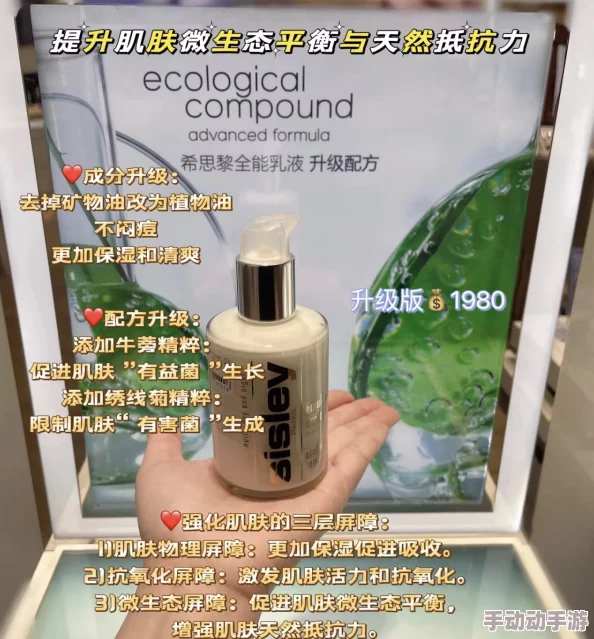 提升肌肤微生态平衡与天然抵抗力
ecological
compound
advanced formula
希思黎全能乳液 升级配方
❤️成分升级：
去掉矿物油改为植物油
不闷痘
更加保湿和清爽
升级版💰1980
❤️配方升级：
添加牛蒡精粹：
促进肌肤 ”有益菌 ”生长
添加绣线菊精粹：
限制肌肤“ 有害菌 ”生成
sisley
❤️强化肌肤的三层屏障：
1)肌肤物理屏障：更加保湿促进吸收。
2)抗氧化屏障：激发肌肤活力和抗氧化。
3)微生态屏障：促进肌肤微生态平衡，
增强肌肤天然抵抗力。
手动动手游